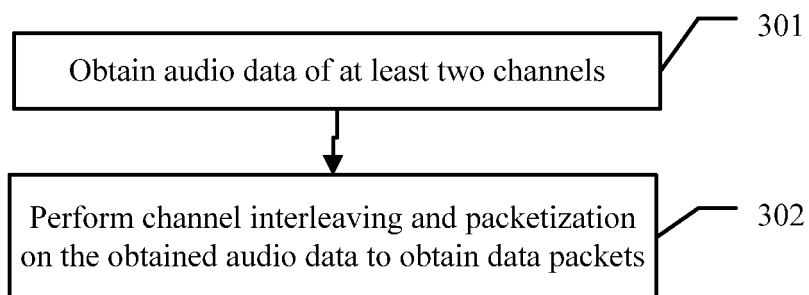 301
Obtain audio data of at least two channels
302
Perform channel interleaving and packetization
on the obtained audio data to obtain data packets